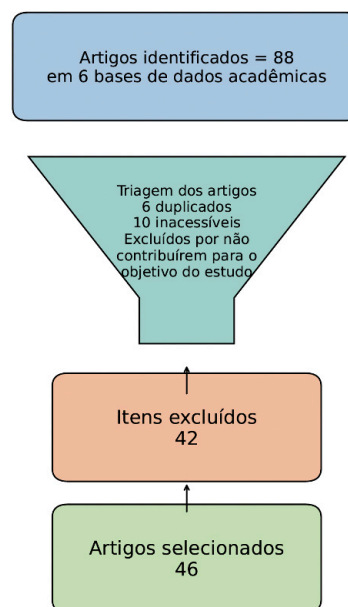 Artigos identificados = 88
em 6 bases de dados acadêmicas
Triagem dos artigos
6 duplicados
10 inacessíveis
Excluídos por não
contribuírem para o
objetivo do estudo
Itens excluídos
42
Artigos selecionados
46